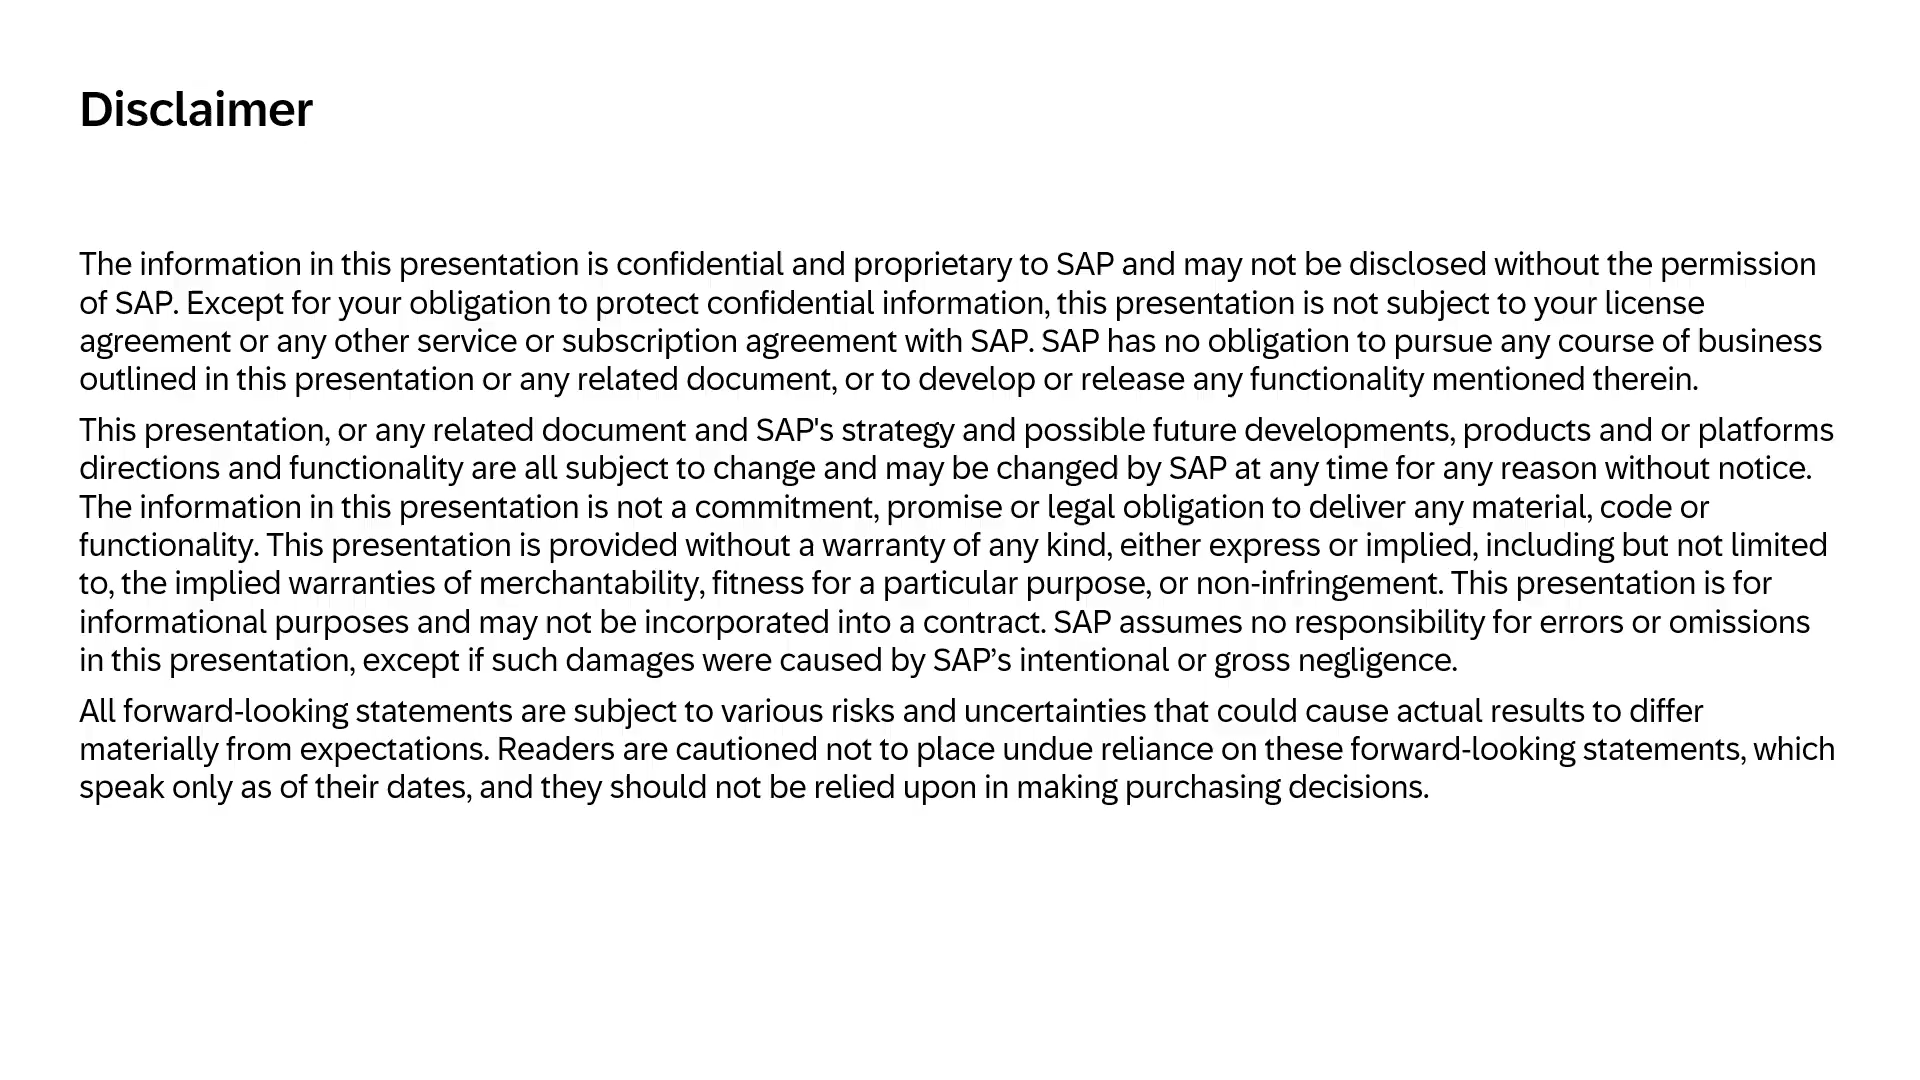 Disclaimer
The information in this presentation is confidential and proprietary to SAP and may not be disclosed without the permission
of SAP. Except for your obligation to protect confidential information, this presentation is not subject to your license
agreement or any other service or subscription agreement with SAP. SAP has no obligation to pursue any course of business
outlined in this presentation or any related document, or to develop or release any functionality mentioned therein.
This presentation, or any related document and SAP's strategy and possible future developments, products and or platforms
directions and functionality are all subject to change and may be changed by SAP at any time for any reason without notice.
The information in this presentation is not a commitment, promise or legal obligation to deliver any material, code or
functionality. This presentation is provided without a warranty of any kind, either express or implied, including but not limited
to, the implied warranties of merchantability, fitness for a particular purpose, or non-infringement. This presentation is for
informational purposes and may not be incorporated into a contract. SAP assumes no responsibility for errors or omissions
in this presentation, except if such damages were caused by SAP’s intentional or gross negligence.
All forward-looking statements are subject to various risks and uncertainties that could cause actual results to differ
materially from expectations. Readers are cautioned not to place undue reliance on these forward-looking statements, which
speak only as of their dates, and they should not be relied upon in making purchasing decisions.